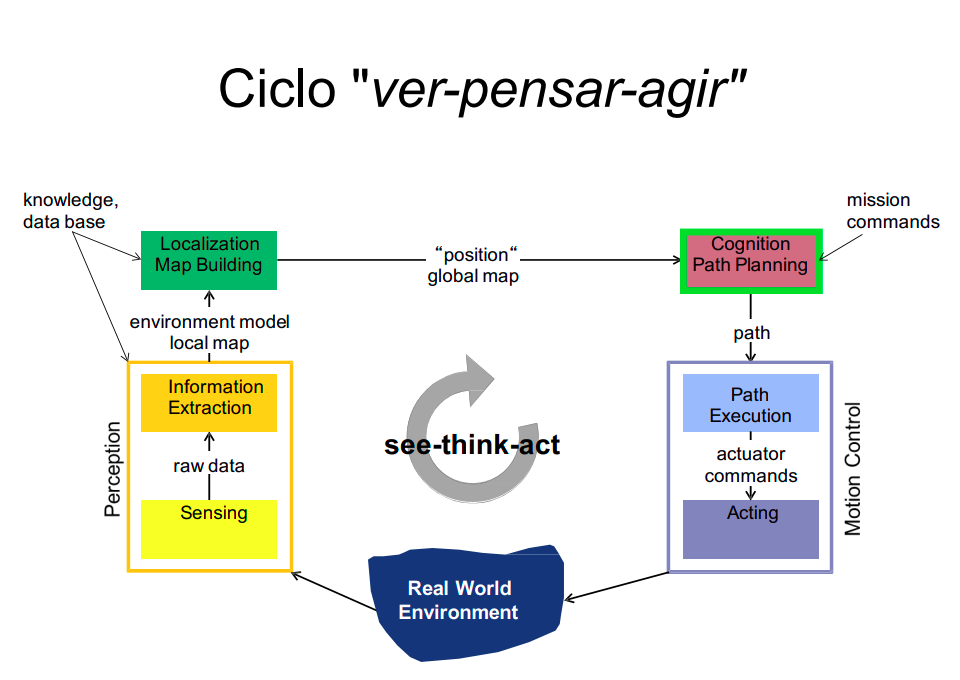 Ciclo "ver-pensar-agir"
knowledge,
data base
mission
commands
Localization
Map Building
“position“
global map
Cognition
Path Planning
environment model
local map
path
Information
Extraction
Path
Execution
see-think-act
raw data
actuator
commands
Perception
Motion Control
Sensing
Acting
Real World
Environment